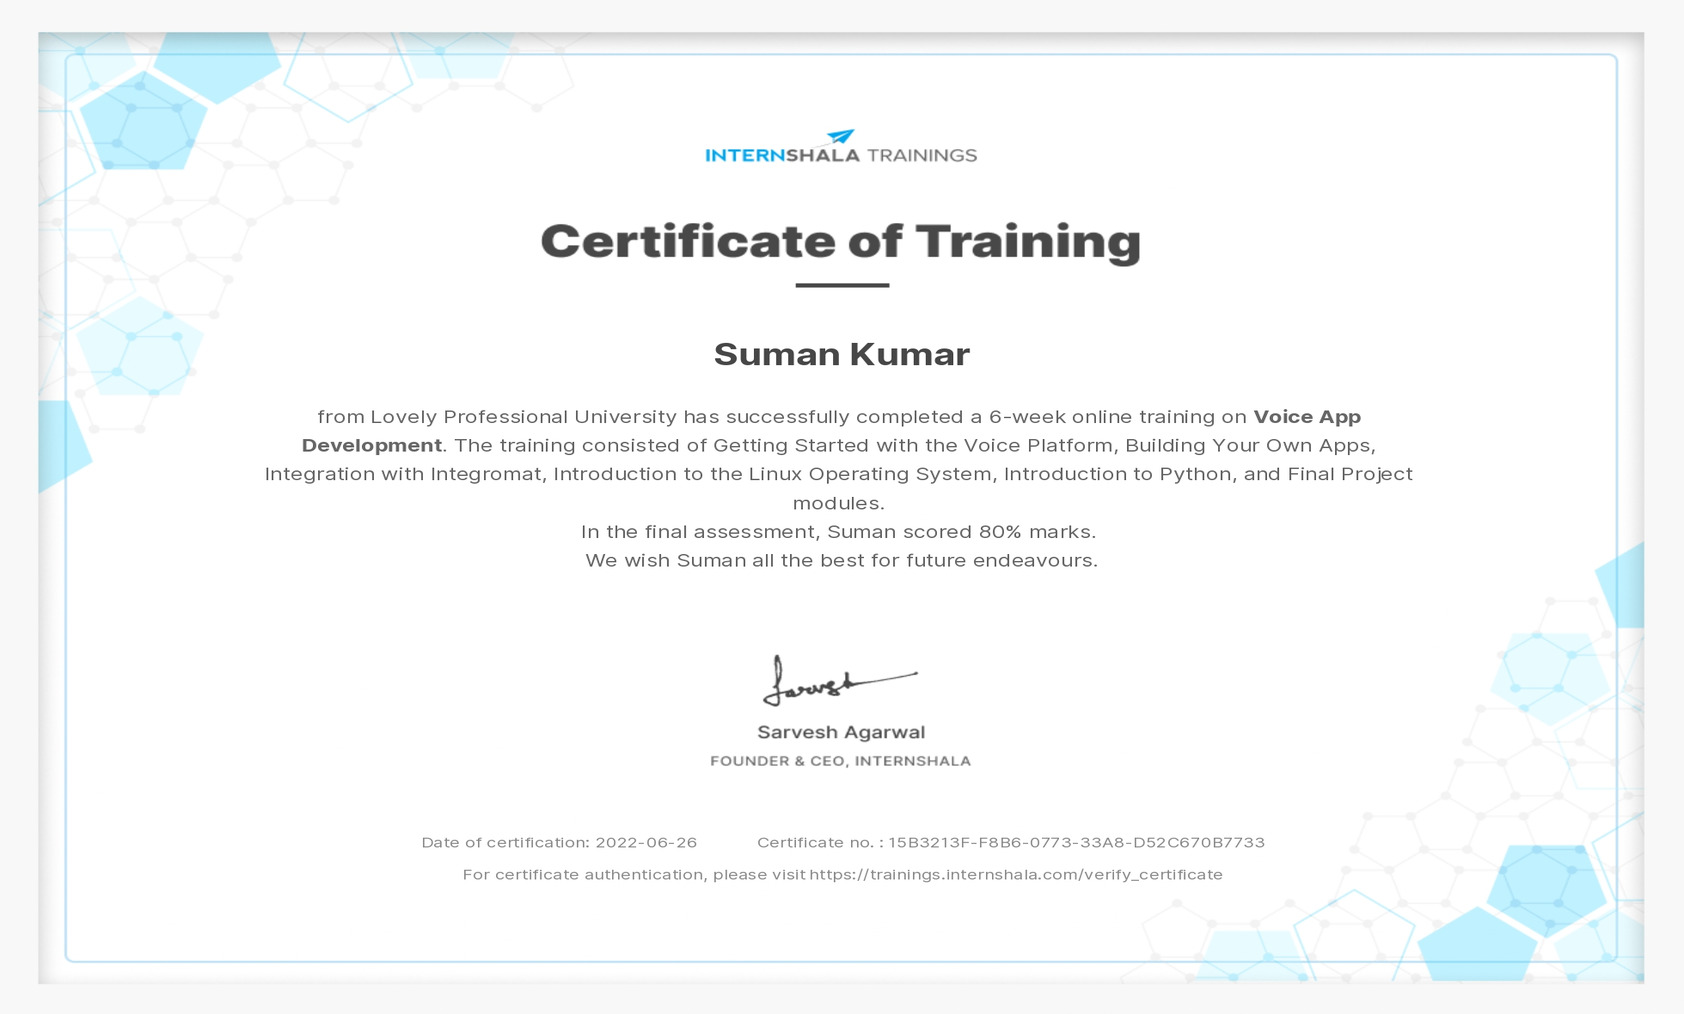 INTERNSHALA TRAININGS
Certificate of Training
Suman Kumar
from Lovely Professional University has successfully completed a 6-week online training on Voice App
Development. The training consisted of Getting Started with the Voice Platform, Building Your Own Apps,
Integration with Integromat, Introduction to the Linux Operating System, Introduction to Python, and Final Project
modules.
In the final assessment, Suman scored 80% marks.
We wish Suman all the best for future endeavours.
Sarvesh
Sarvesh Agarwal
FOUNDER & CEO, INTERNSHALA
Date of certification: 2022-06-26 Certificate no. : 15B3213F-F8B6-0773-33A8-D52C670B7733
For certificate authentication, please visit https://trainings.internshala.com/verify_certificate